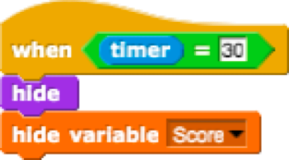 when timer = 30
hide
hide variable Score